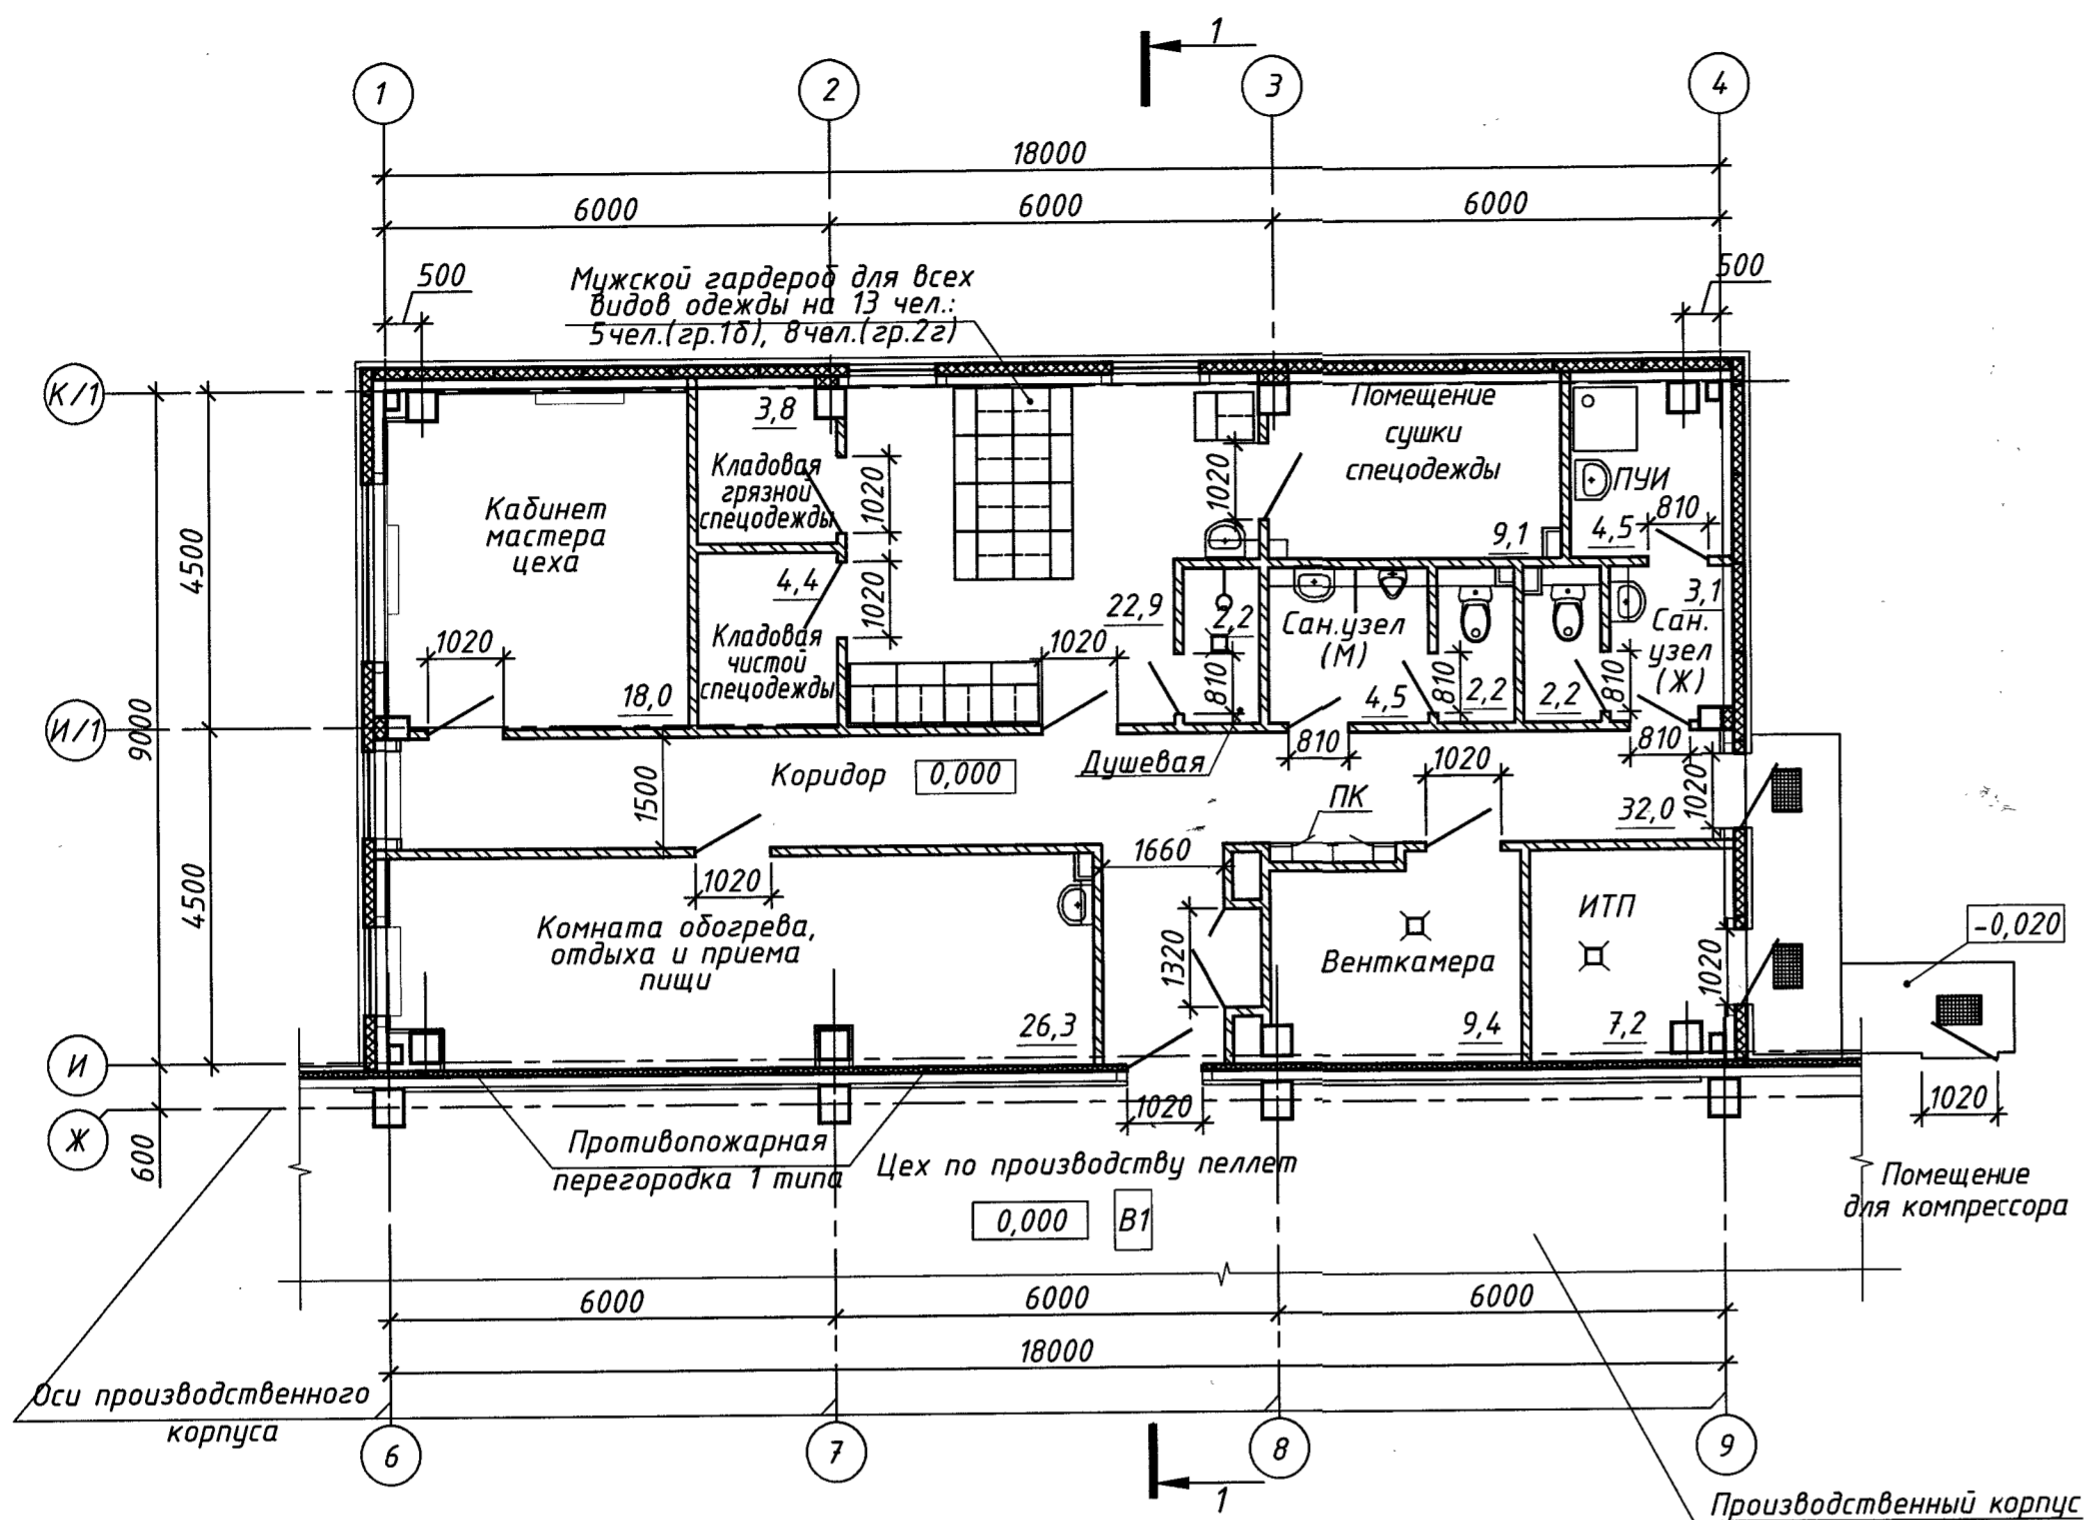 1
1
2
3
4
18000
6000
6000
6000
500
500
Мужской гардероб для всех
видов одежды на 13 чел.:
5чел.(гр.1б), 8чел.(гр.2г)
К/1
И/1
И
Ж
4500
4500
9000
600
Кабинет
мастера
цеха
18,0
1020
3,8
Кладовая
грязной
спецодежды
1020
4,4
Кладовая
чистой
спецодежды
1020
22,9
1020
1020
Помещение
сушки
спецодежды
9,1
ПУИ
4,5
810
2,2
810
Душевая
Сан.узел
(М)
4,5
810
810
2,2
2,2
810
3,1
Сан.
узел
(Ж)
810
Коридор
0,000
1500
ПК
1020
32,0
1020
1020
1660
1320
Комната обогрева,
отдыха и приема
пищи
26,3
Венткамера
9,4
ИТП
7,2
1020
-0,020
1020
1020
Противопожарная
перегородка 1 типа
Цех по производству пеллет
0,000
В1
Помещение
для компрессора
6000
6000
6000
18000
Оси производственного
корпуса
6
7
8
9
1
Производственный корпус